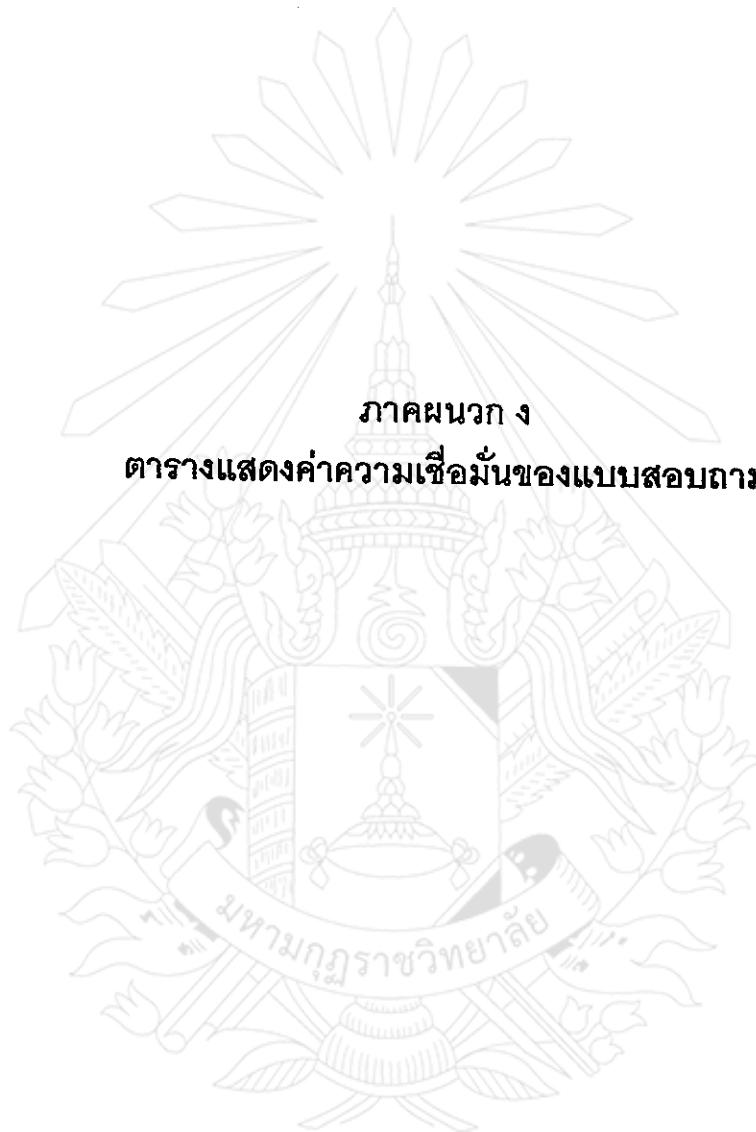 ภาคผนวก ง
ตารางแสดงค่าความเชื่อมั่นของแบบสอบถาม
มหามกุฏราชวิทยาลัย